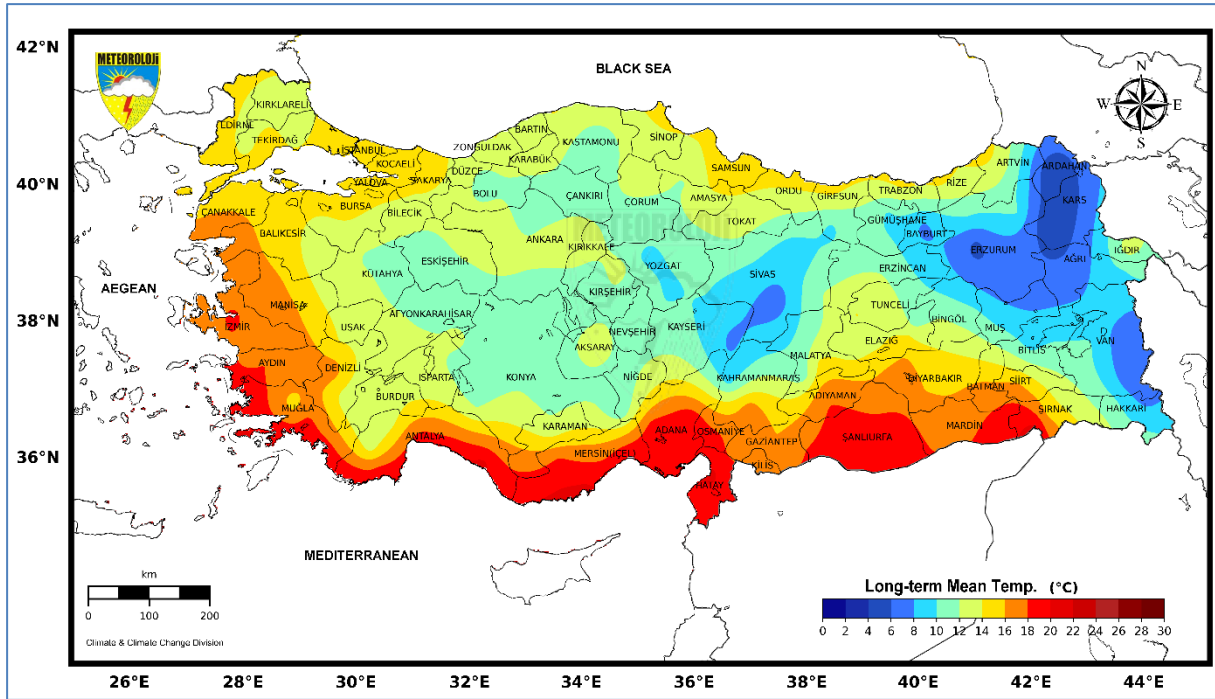 42°N
40°N
38°N
36°N
METEOROLOJİ
BLACK SEA
AEGEAN
MEDITERRANEAN
N
W
E
S
KIRKLARELİ
EDİRNE
TEKİRDAĞ
İSTANBUL
KOCAELİ
YALOVA
SAKARYA
DÜZCE
ZONGULDAK
BARTIN
KARABÜK
KASTAMONU
SİNOP
SAMSUN
BOLU
ÇANKIRI
ÇORUM
AMASYA
TOKAT
ORDU
GİRESUN
TRABZON
RİZE
ARTVİN
ARDAHAN
KARS
GÜMÜŞHANE
BAYBURT
ERZURUM
AĞRI
IĞDIR
ÇANAKKALE
BALIKESİR
BURSA
BİLECİK
ESKİŞEHİR
KÜTAHYA
ANKARA
KIRIKKALE
METEOROLOJİ
YOZGAT
SİVAS
ERZİNCAN
TUNCELİ
BİNGÖL
MUŞ
VAN
BİTLİS
MANİSA
İZMİR
UŞAK
AFYONKARAHİSAR
KIRŞEHİR
NEVŞEHİR
AKSARAY
KAYSERİ
MALATYA
ELAZIĞ
AYDIN
DENİZLİ
ISPARTA
BURDUR
KONYA
NİĞDE
KAHRAMANMARAŞ
ADIYAMAN
DİYARBAKIR
BATMAN
SİİRT
ŞIRNAK
HAKKARİ
MUĞLA
ANTALYA
KARAMAN
MERSİN(İÇEL)
ADANA
OSMANİYE
GAZİANTEP
KİLİS
ŞANLIURFA
MARDİN
HATAY
km
0 100 200
Climate & Climate Change Division
Long-term Mean Temp. (°C)
0 2 4 6 8 10 12 14 16 18 20 22 24 26 28 30
26°E 28°E 30°E 32°E 34°E 36°E 38°E 40°E 42°E 44°E